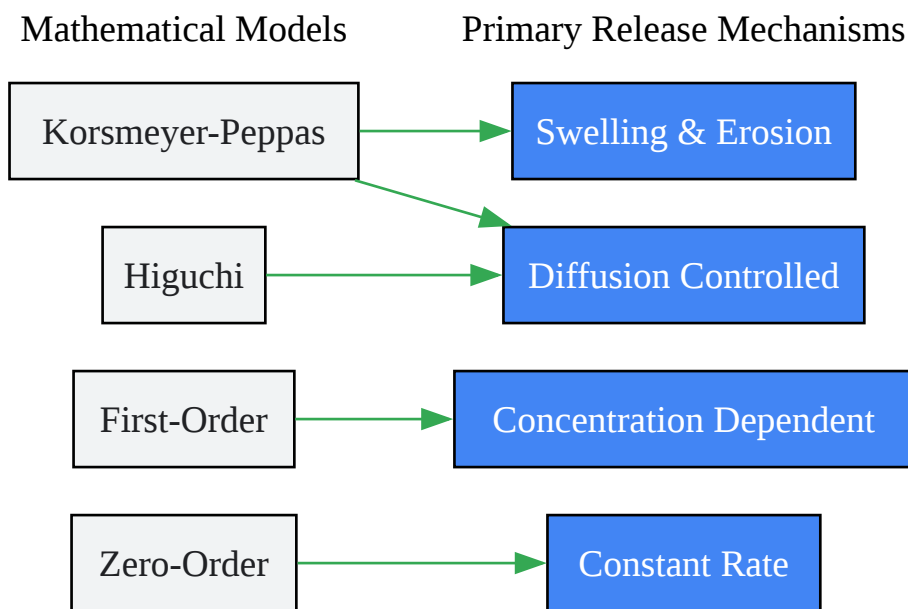 Mathematical Models
Primary Release Mechanisms
Korsmeyer-Peppas
Swelling & Erosion
Higuchi
Diffusion Controlled
First-Order
Concentration Dependent
Zero-Order
Constant Rate